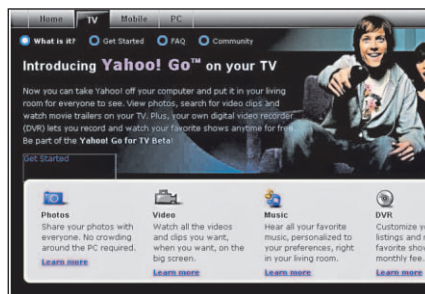 Home TV Mobile PC
What is it? Get Started FAQ Community
Introducing Yahoo! Go™ on your TV
Now you can take Yahoo! off your computer and put it in your living
room for everyone to see. View photos, search for video clips and
watch movie trailers on your TV. Plus, your own digital video recorder
(DVR) lets you record and watch your favorite shows anytime for free.
Be part of the Yahoo! Go for TV Beta!
Get Started
Photos
Share your photos with
everyone. No crowding
around the PC required.
Learn more
Video
Watch all the videos
and clips you want,
when you want, on the
big screen.
Learn more
Music
Hear all your favorite
music, personalized to
your preferences, right
in your living room.
Learn more
DVR
Customize
listings and
favorite
monthly fee.
Learn more